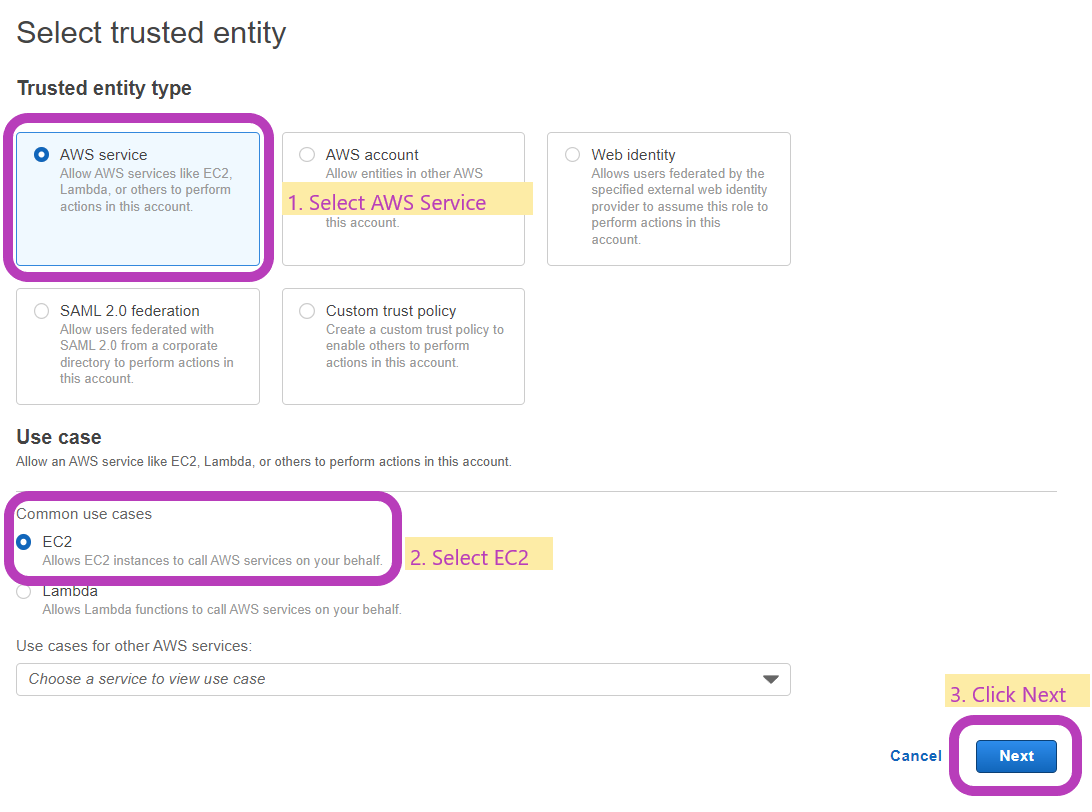 Select trusted entity
Trusted entity type
AWS service
Allow AWS services like EC2,
Lambda, or others to perform
actions in this account.
AWS account
Allow entities in other AWS
1. Select AWS Service
this account.
Web identity
Allows users federated by the
specified external web identity
provider to assume this role to
perform actions in this
account.
SAML 2.0 federation
Allow users federated with
SAML 2.0 from a corporate
directory to perform actions in
this account.
Custom trust policy
Create a custom trust policy to
enable others to perform
actions in this account.
Use case
Allow an AWS service like EC2, Lambda, or others to perform actions in this account.
Common use cases
EC2
Allows EC2 instances to call AWS services on your behalf.
2. Select EC2
Lambda
Allows Lambda functions to call AWS services on your behalf.
Use cases for other AWS services:
Choose a service to view use case
3. Click Next
Cancel
Next